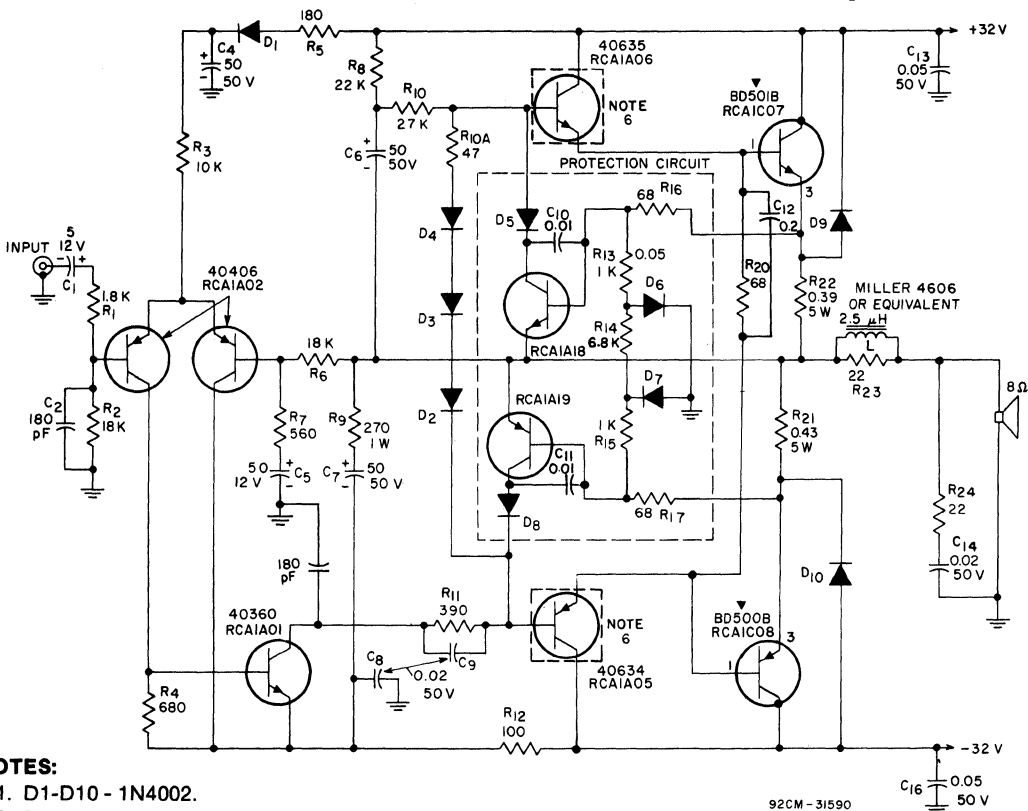 180
R5
D1
C4
50
50 V
+
-
R8
22 K
R10
27 K
R10A
47
C6
+
50
50V
-
40635
RCA1A06
NOTE
6
BD501B
RCA1C07
1
3
+32 V
C13
0.05
50 V
R3
10 K
PROTECTION CIRCUIT
D4
D5
C10
0.01
68 R16
C12
0.2
D9
INPUT
5
12 V
- +
C1
1.8K
R1
40406
RCA1A02
R13
1 K
0.05
D6
R20
68
R22
0.39
5W
MILLER 4606
OR EQUIVALENT
2.5 µH
L
22
R23
D3
RCA1A18
R14
6.8K
18 K
R6
8Ω
C2
180
pF
R2
18K
R7
560
R9
270
1 W
D2
RCA1A19
D7
1 K
R15
R21
0.43
5W
50
12 V
+
-
C5
C7
+
-
50
50 V
C11
0.01
68 R17
D8
R24
22
C14
0.02
50 V
180
pF
D10
R11
390
40360
RCA1A01
C8
C9
0.02
50V
NOTE
6
40634
RCA1A05
BD500B
RCA1C08
1
3
R4
680
R12
100
-32 V
OTES:
1. D1-D10 - 1N4002.
C16
0.05
50 V
92CM-31590